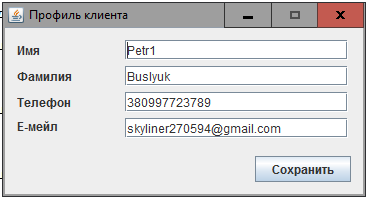 Профиль клиента
Имя Petr1
Фамилия Buslyuk
Телефон 380997723789
Е-мейл skyliner270594@gmail.com
Сохранить